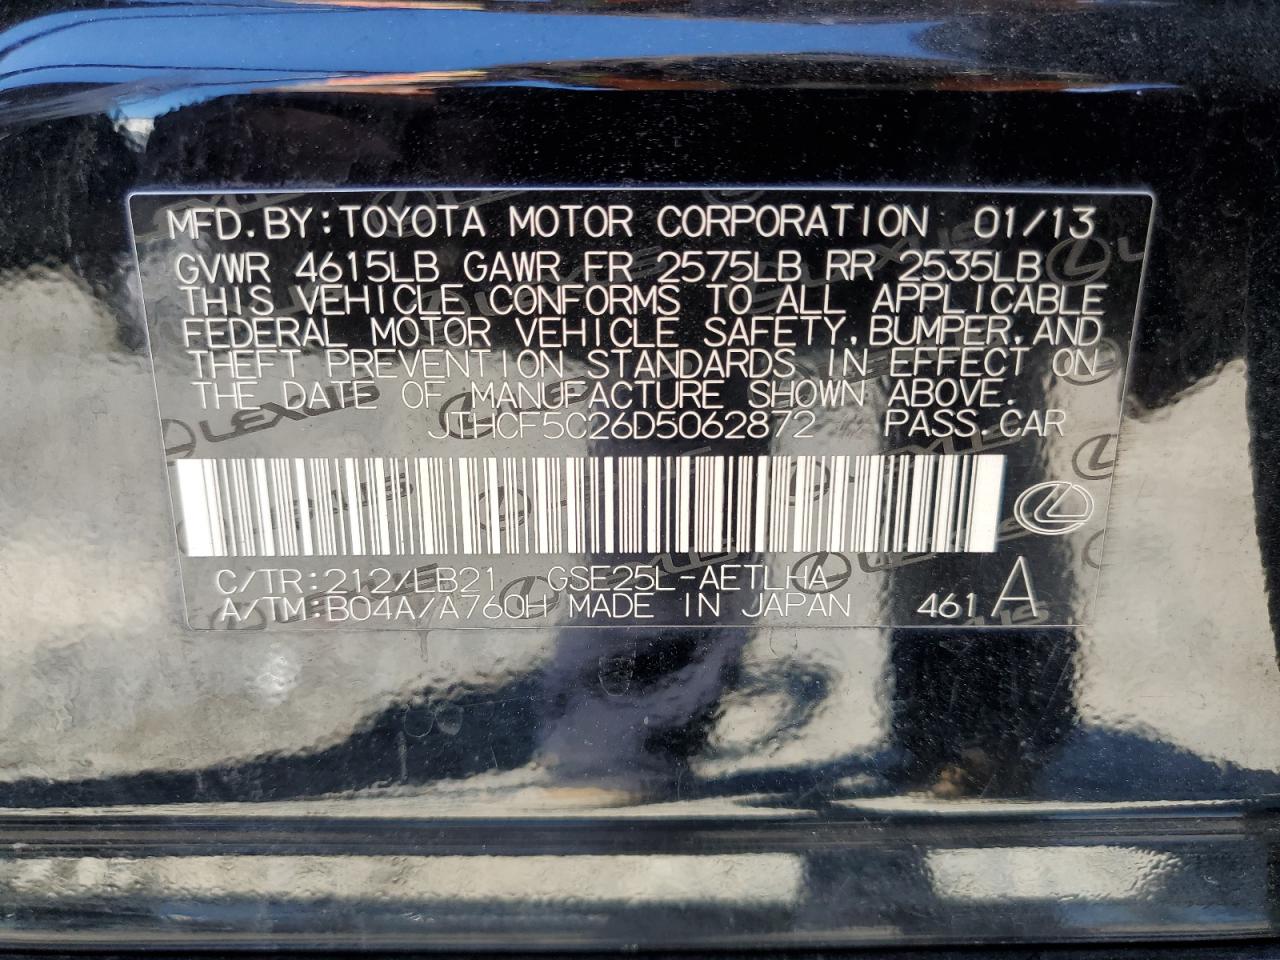 MFD. BY: TOYOTA MOTOR CORPORATION 01/13
GVWR 4615LB GAWR FR 2575LB RR 2535LB
THIS VEHICLE CONFORMS TO ALL APPLICABLE
FEDERAL MOTOR VEHICLE SAFETY, BUMPER, AND
THEFT PREVENTION STANDARDS IN EFFECT ON
THE DATE OF MANUFACTURE SHOWN ABOVE.
JTHCF5C26D5062872 PASS. CAR
C/TR: 212/LB21 GSE25L-AETLHA
A/TM: B04A/A760H MADE IN JAPAN 461 A
LEXUS